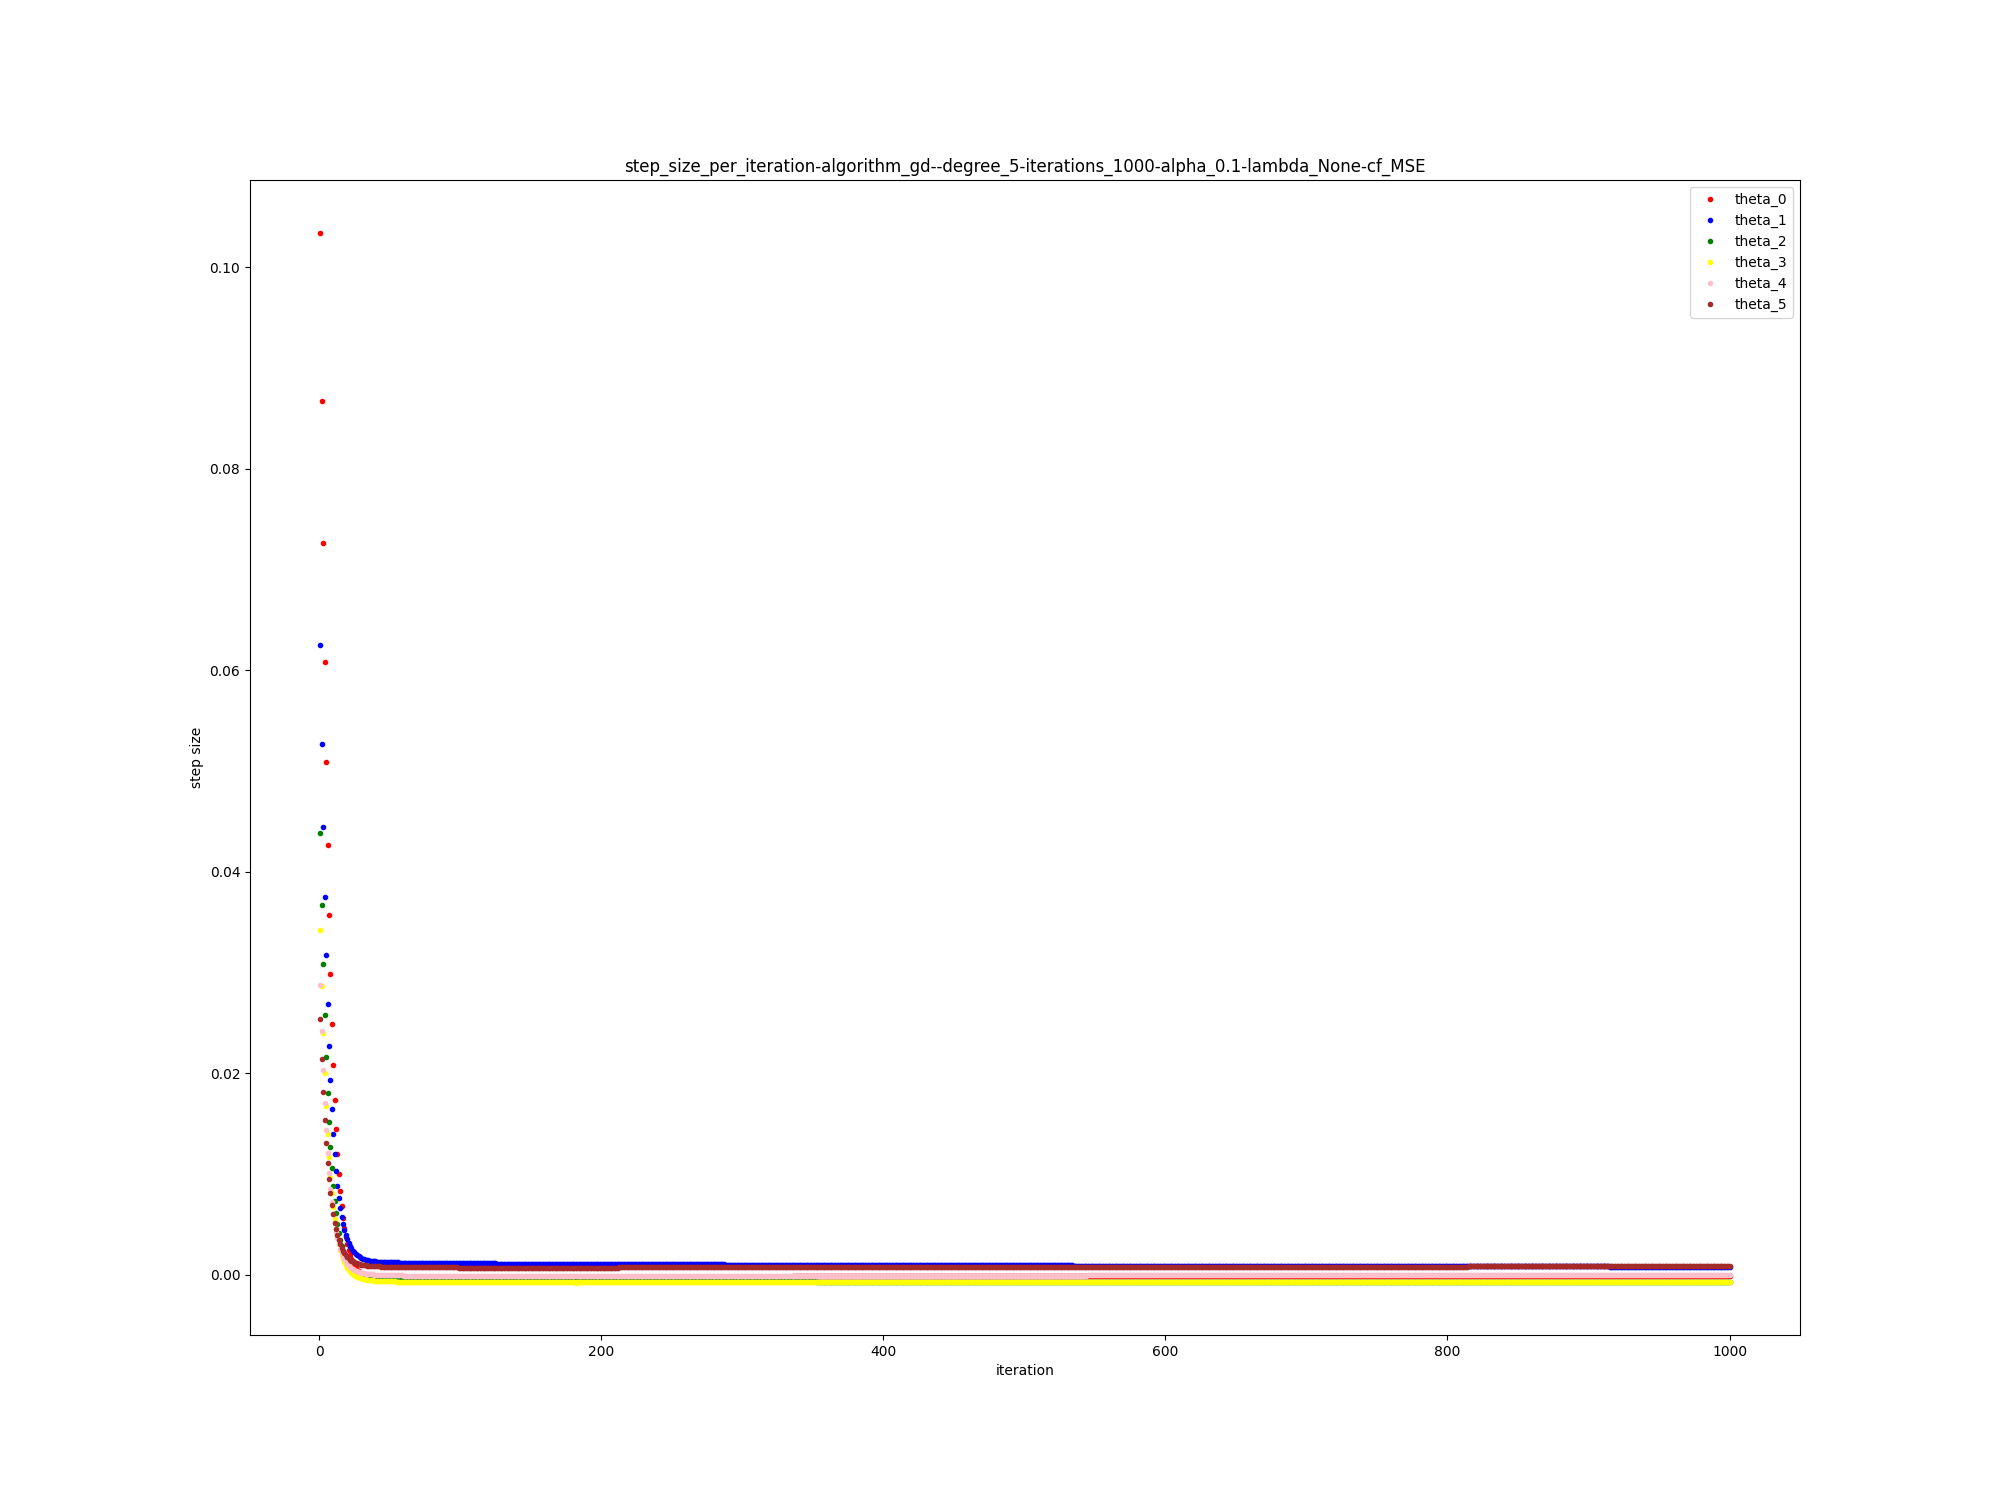 step_size_per_iteration-algorithm_gd--degree_5-iterations_1000-alpha_0.1-lambda_None-cf_MSE
theta_0
theta_1
theta_2
theta_3
theta_4
theta_5
0.10
0.08
0.06
0.04
0.02
0.00
step size
0 200 400 600 800 1000
iteration